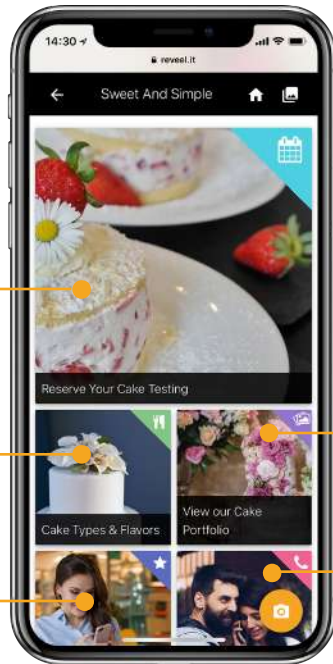 14:30
reveel.it
Sweet And Simple
Reserve Your Cake Testing
Cake Types & Flavors
View our Cake
Portfolio